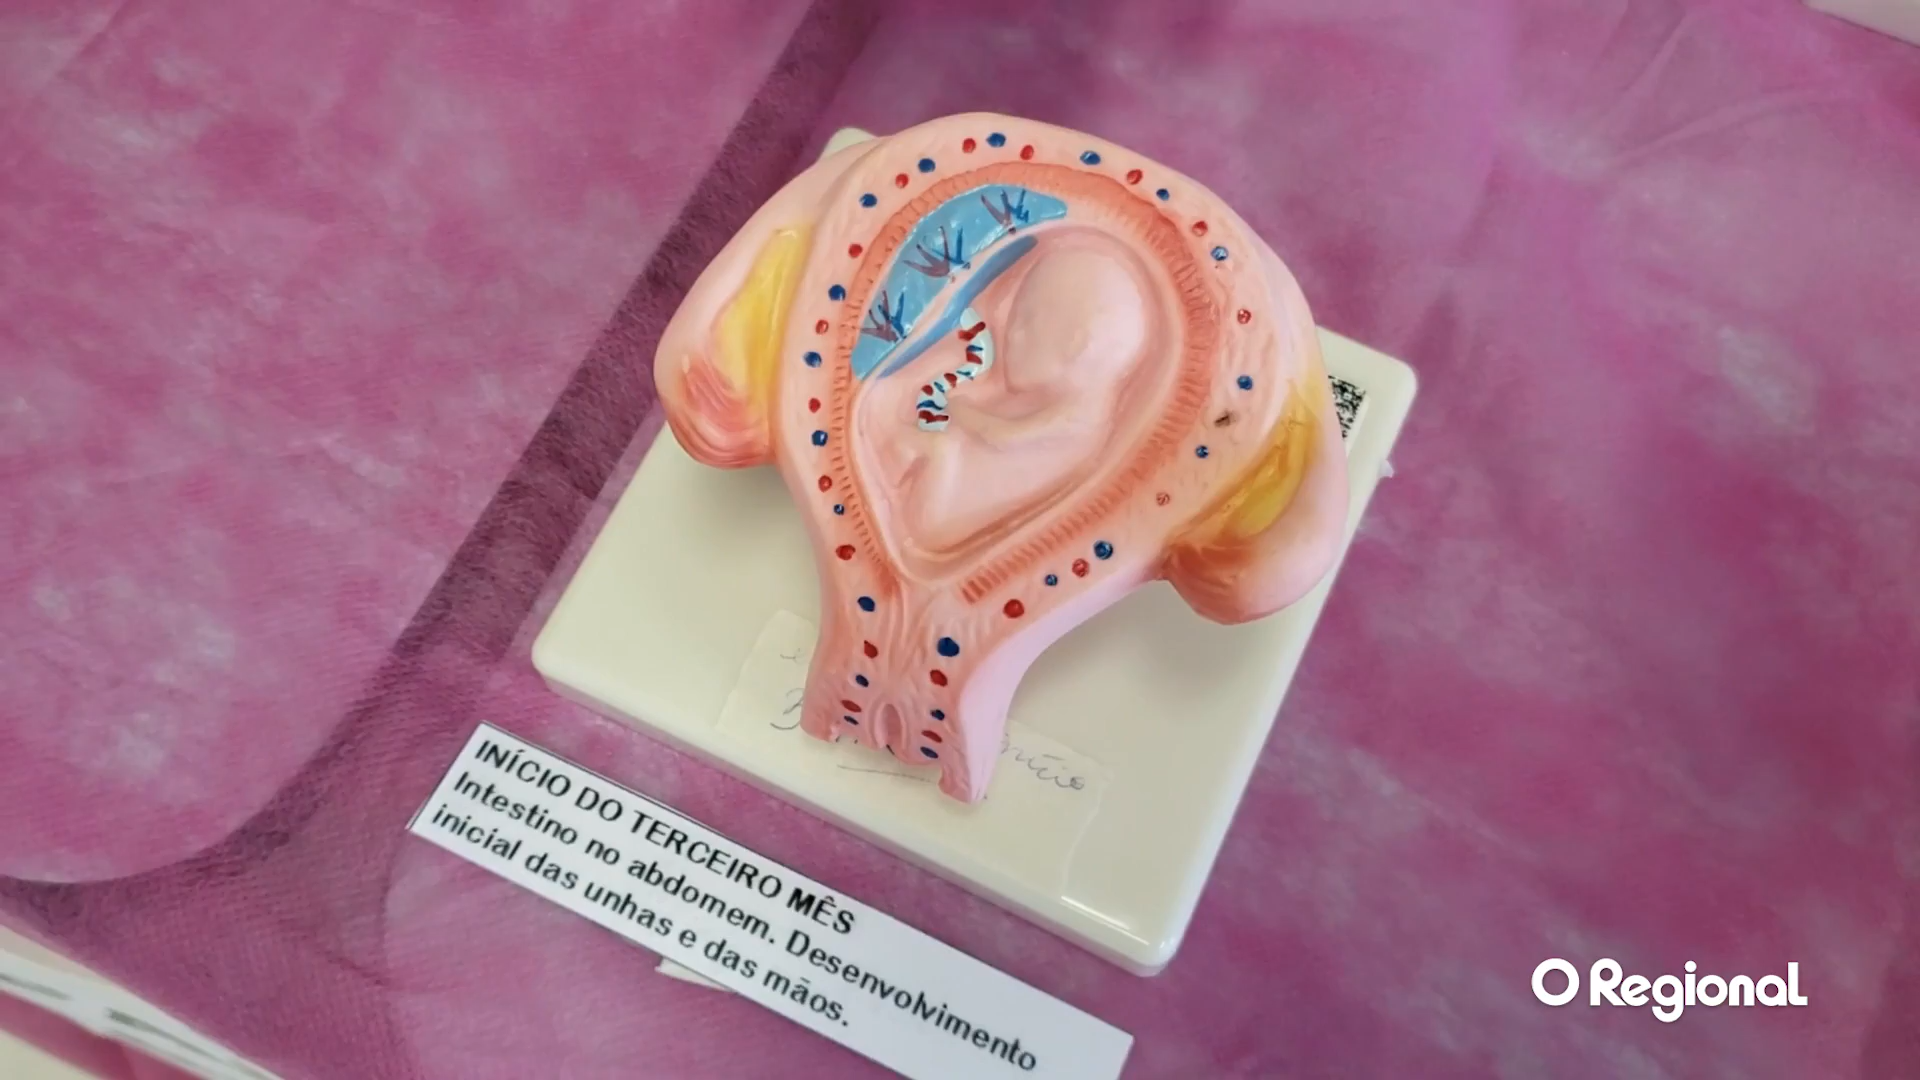 INÍCIO DO TERCEIRO MÊS
Intestino no abdomem. Desenvolvimento
inicial das unhas e das mãos.
O Regional